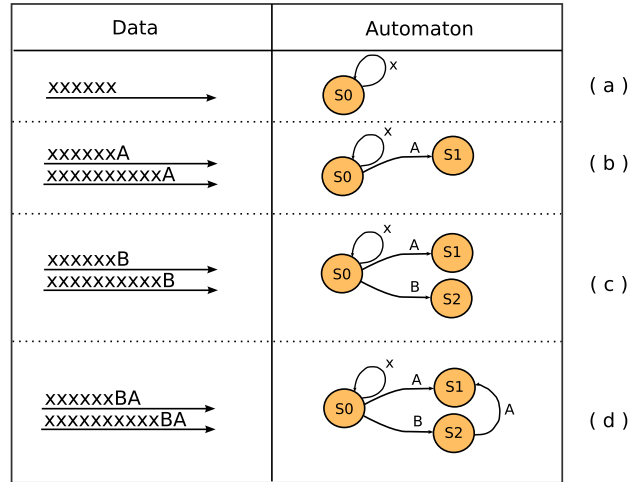 Data Automaton
xxxxxx x S0 ( a )
xxxxxxA
xxxxxxxxxxA x S0 A S1 ( b )
xxxxxxB
xxxxxxxxxxB x S0 A S1 B S2 ( c )
xxxxxxBA
xxxxxxxxxxBA x S0 A S1 B S2 A ( d )